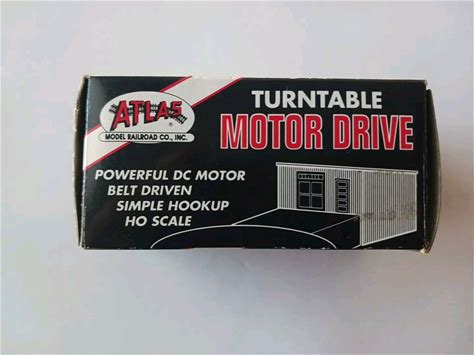 ATLAS
MODEL RAILROAD CO., INC.
TURNTABLE
MOTOR DRIVE
POWERFUL DC MOTOR
BELT DRIVEN
SIMPLE HOOKUP
HO SCALE